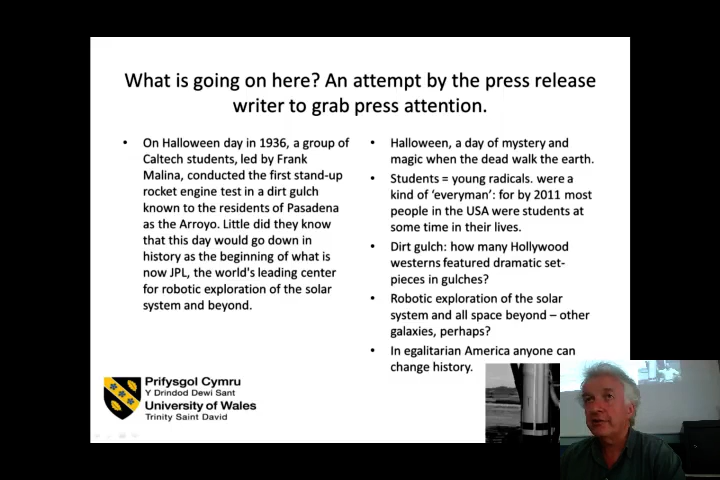 What is going on here? An attempt by the press release
writer to grab press attention.
• On Halloween day in 1936, a group of
Caltech students, led by Frank
Malina, conducted the first stand-up
rocket engine test in a dirt gulch
known to the residents of Pasadena
as the Arroyo. Little did they know
that this day would go down in
history as the beginning of what is
now JPL, the world's leading center
for robotic exploration of the solar
system and beyond.
• Halloween, a day of mystery and
magic when the dead walk the earth.
• Students = young radicals. were a
kind of ‘everyman’: for by 2011 most
people in the USA were students at
some time in their lives.
• Dirt gulch: how many Hollywood
westerns featured dramatic set-
pieces in gulches?
• Robotic exploration of the solar
system and all space beyond – other
galaxies, perhaps?
• In egalitarian America anyone can
change history.
Prifysgol Cymru
Y Drindod Dewi Sant
University of Wales
Trinity Saint David